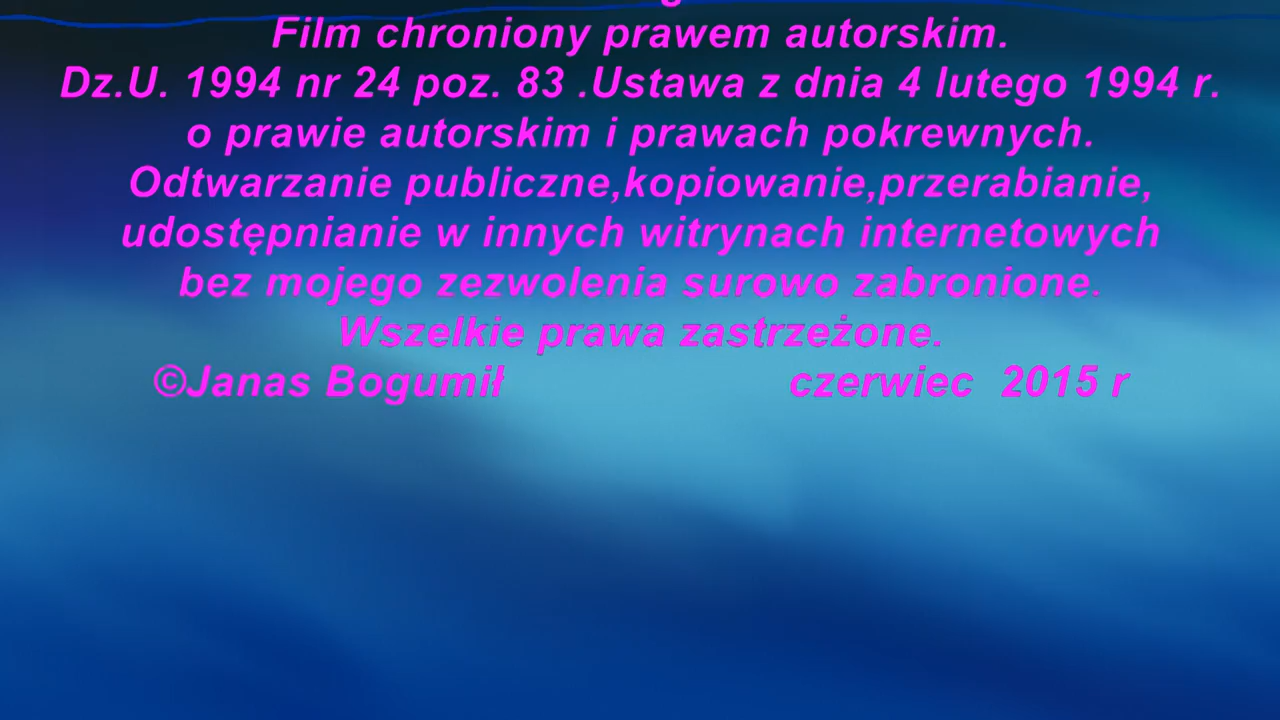 Film chroniony prawem autorskim.
Dz.U. 1994 nr 24 poz. 83 .Ustawa z dnia 4 lutego 1994 r.
o prawie autorskim i prawach pokrewnych.
Odtwarzanie publiczne,kopiowanie,przerabianie,
udostępnianie w innych witrynach internetowych
bez mojego zezwolenia surowo zabronione.
Wszelkie prawa zastrzeżone.
©Janas Bogumił czerwiec 2015 r